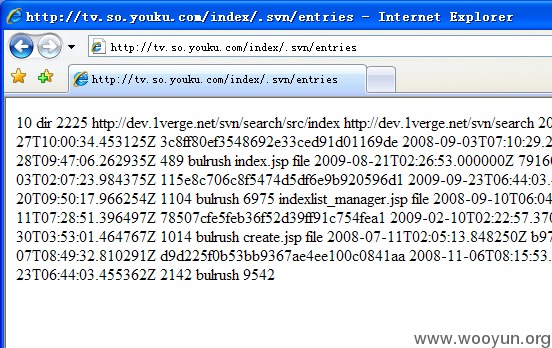 http://tv.so.youku.com/index/.svn/entries - Internet Explorer
http://tv.so.youku.com/index/.svn/entries
http://tv.so.youku.com/index/.svn/entries
10 dir 2225 http://dev.1verge.net/svn/search/src/index http://dev.1verge.net/svn/search 20
27T10:00:34.453125Z 3c8ff80ef3548692e33ced91d01169de 2008-09-03T07:10:29.2
28T09:47:06.262935Z 489 bulrush index.jsp file 2009-08-21T02:26:53.000000Z 79160
03T02:07:23.984375Z 115e8c706c8f5474d5df6e9b920596d1 2009-09-23T06:44:03.4
20T09:50:17.966254Z 1104 bulrush 6975 indexlist_manager.jsp file 2008-09-10T06:04
11T07:28:51.396497Z 78507cfe5feb36f52d39ff91c754fea1 2009-02-10T02:22:57.370
30T03:53:01.464767Z 1014 bulrush create.jsp file 2008-07-11T02:05:13.848250Z b97
07T08:49:32.810291Z d9d225f0b53bb9367ae4ee100c0841aa 2008-11-06T08:15:53.
23T06:44:03.455362Z 2142 bulrush 9542
www.wooyun.org